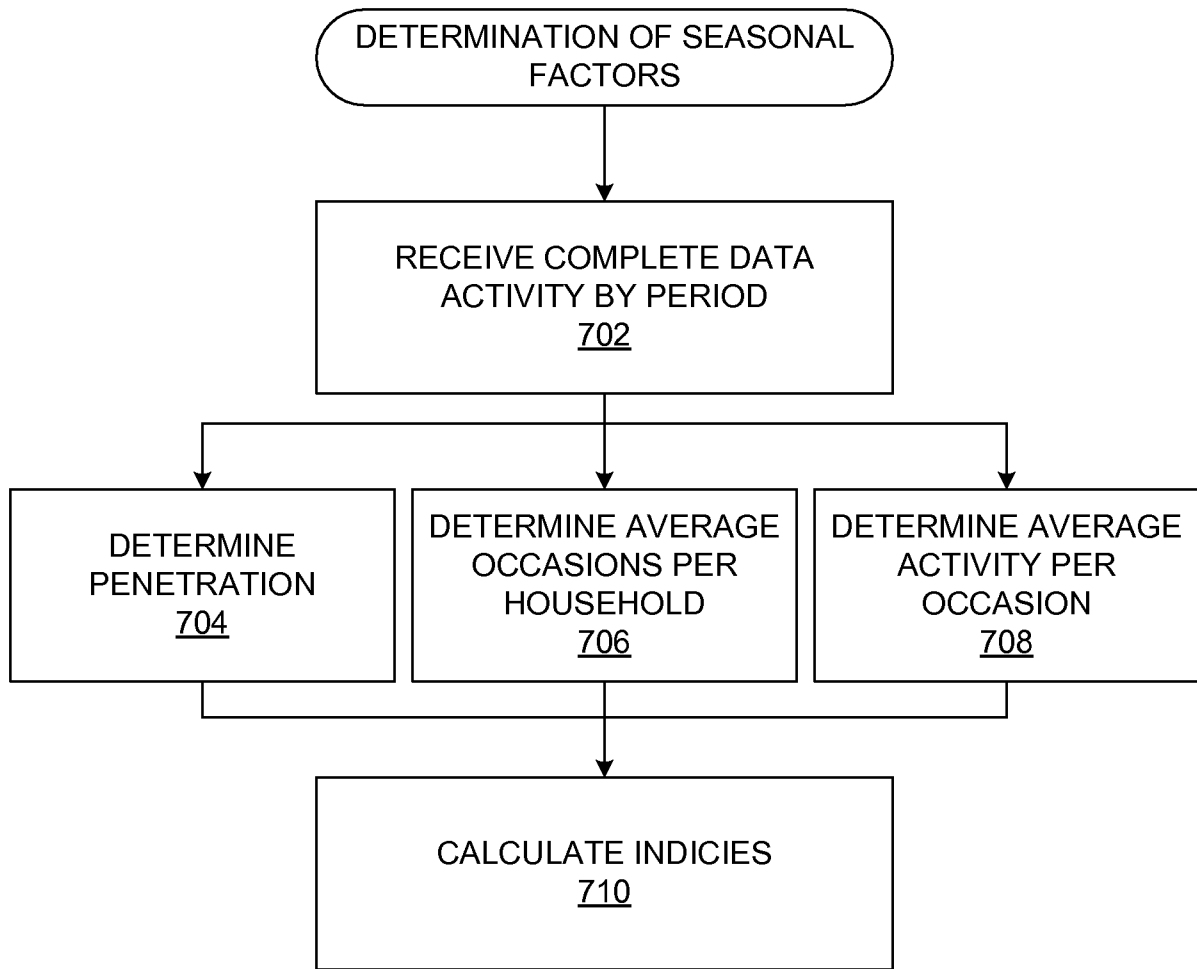 DETERMINATION OF SEASONAL
FACTORS
RECEIVE COMPLETE DATA
ACTIVITY BY PERIOD
702
DETERMINE
PENETRATION
704
DETERMINE AVERAGE
OCCASIONS PER
HOUSEHOLD
706
DETERMINE AVERAGE
ACTIVITY PER
OCCASION
708
CALCULATE INDICIES
710